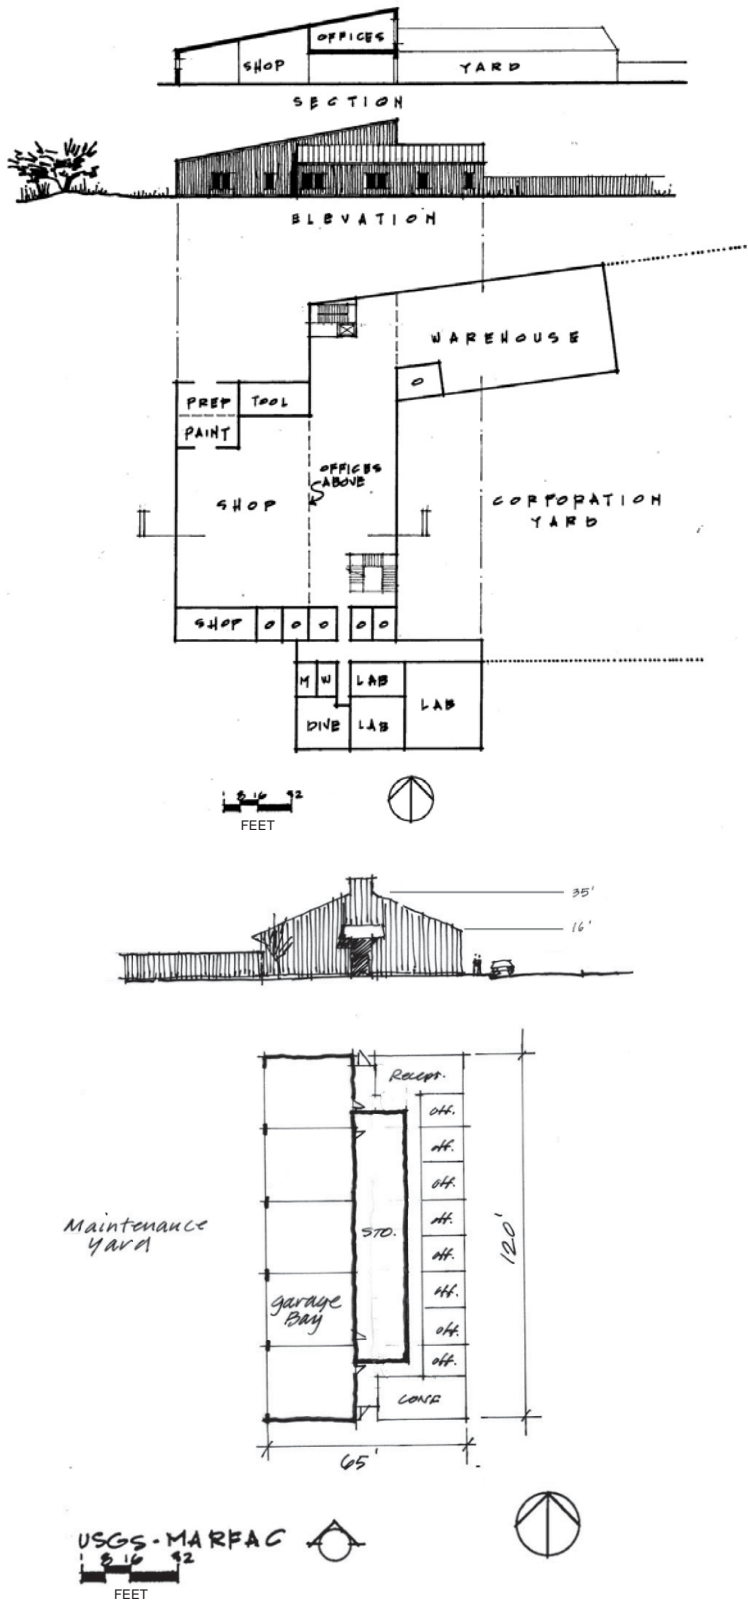 OFFICES
SHOP
YARD
SECTION
ELEVATION
WAREHOUSE
O
PREP
TOOL
PAINT
OFFICES
ABOVE
SHOP
CORPORATION
YARD
SHOP
O
O
O
O
O
M
W
LAB
LAB
DIVE
LAB
8 16 32
FEET
35'
16'
Recept.
off.
off.
off.
off.
off.
off.
off.
off.
STO.
Maintenance
Yard
120'
garage
Bay
CONF
65'
USGS-MARFAC
8 16 32
FEET